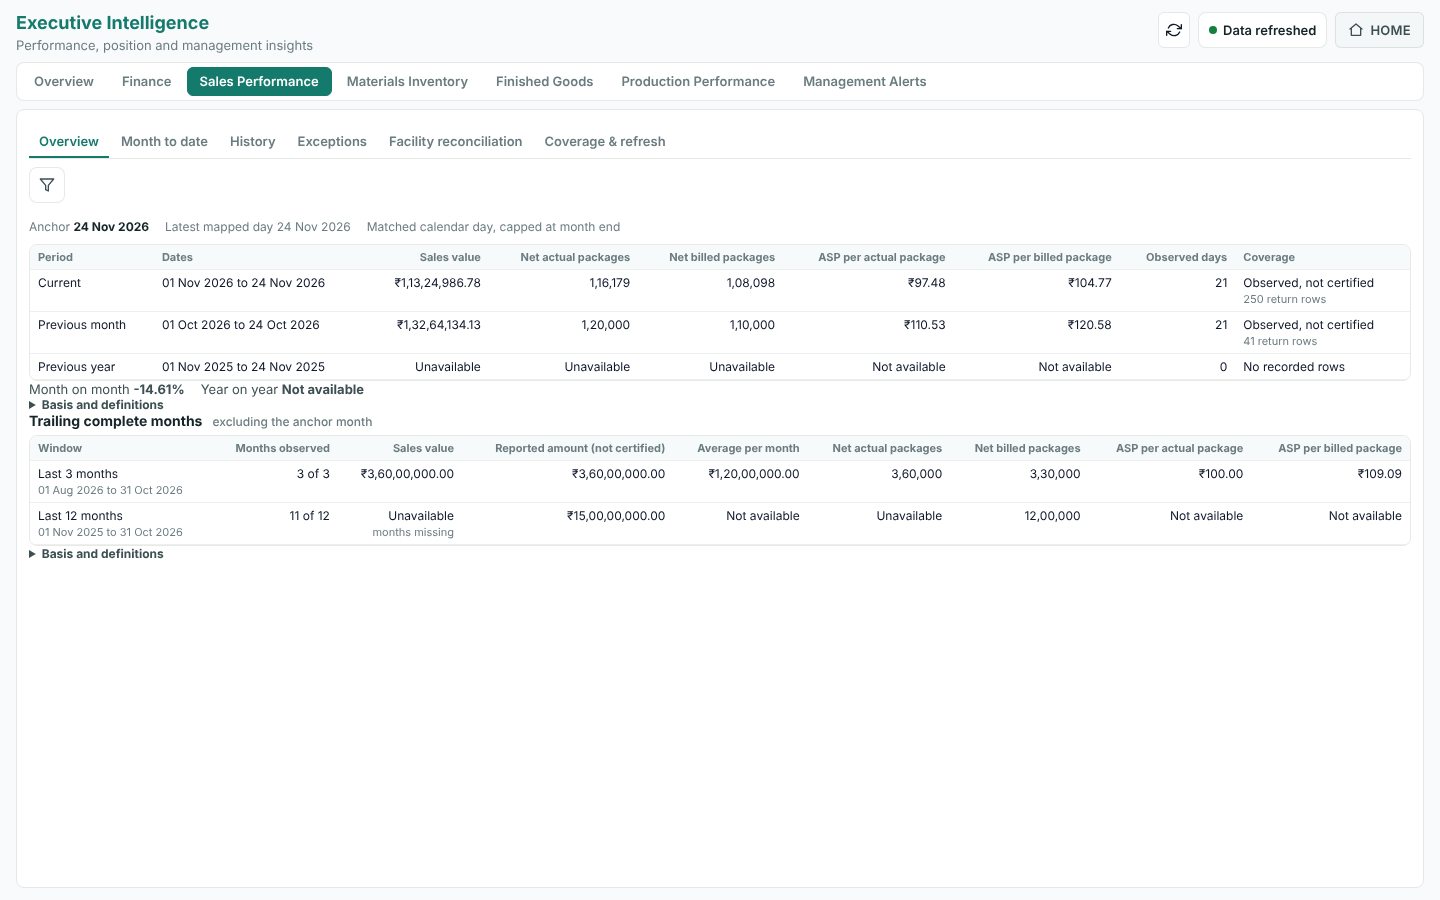 Executive Intelligence
Performance, position and management insights
Data refreshed
HOME
Overview Finance Sales Performance Materials Inventory Finished Goods Production Performance Management Alerts
Overview Month to date History Exceptions Facility reconciliation Coverage & refresh
Anchor 24 Nov 2026 Latest mapped day 24 Nov 2026 Matched calendar day, capped at month end
Period Dates Sales value Net actual packages Net billed packages ASP per actual package ASP per billed package Observed days Coverage
Current 01 Nov 2026 to 24 Nov 2026 ₹1,13,24,986.78 1,16,179 1,08,098 ₹97.48 ₹104.77 21 Observed, not certified
250 return rows
Previous month 01 Oct 2026 to 24 Oct 2026 ₹1,32,64,134.13 1,20,000 1,10,000 ₹110.53 ₹120.58 21 Observed, not certified
41 return rows
Previous year 01 Nov 2025 to 24 Nov 2025 Unavailable Unavailable Unavailable Not available Not available 0 No recorded rows
Month on month -14.61% Year on year Not available
Basis and definitions
Trailing complete months excluding the anchor month
Window Months observed Sales value Reported amount (not certified) Average per month Net actual packages Net billed packages ASP per actual package ASP per billed package
Last 3 months 3 of 3 ₹3,60,00,000.00 ₹3,60,00,000.00 ₹1,20,00,000.00 3,60,000 3,30,000 ₹100.00 ₹109.09
01 Aug 2026 to 31 Oct 2026
Last 12 months 11 of 12 Unavailable ₹15,00,00,000.00 Not available Unavailable 12,00,000 Not available Not available
01 Nov 2025 to 31 Oct 2026 months missing
Basis and definitions